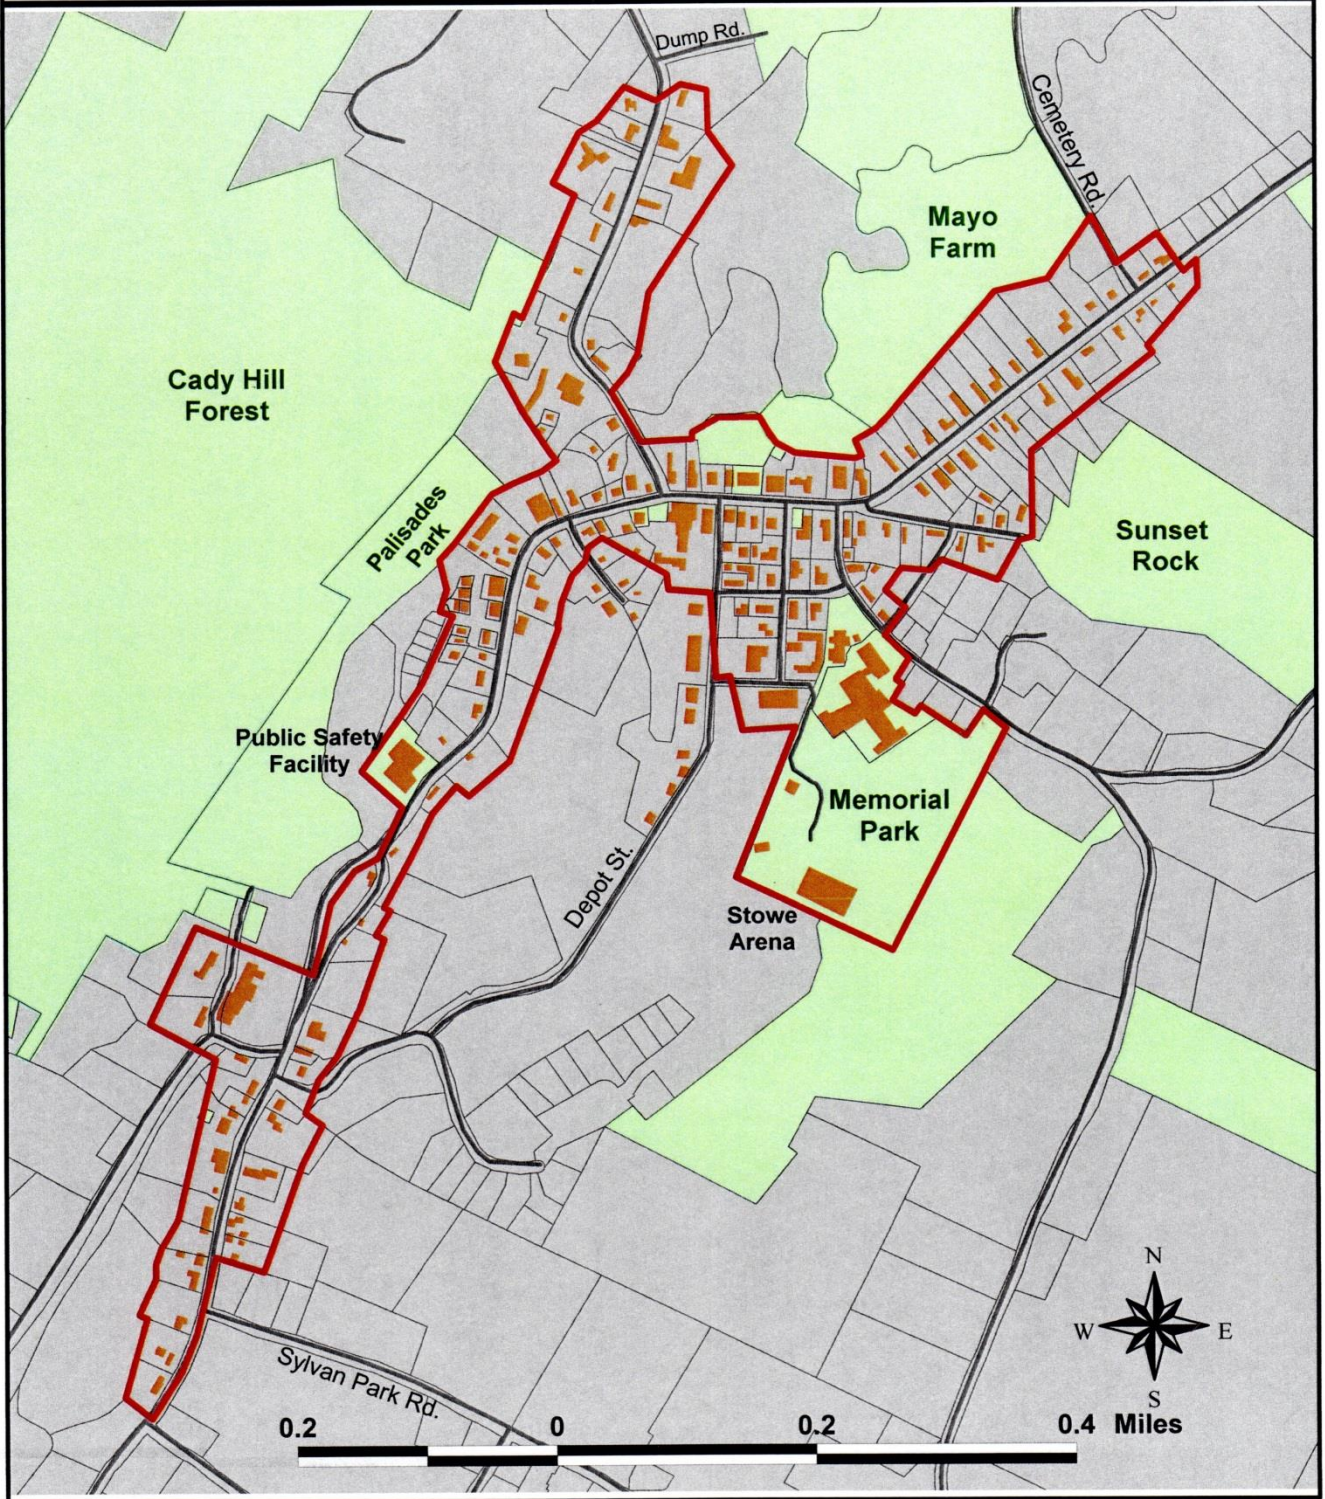 Dump Rd.
Cemetery Rd.
Mayo
Farm
Cady Hill
Forest
Palisades
Park
Sunset
Rock
Public Safety
Facility
Memorial
Park
Depot St.
Stowe
Arena
N
W E
S
Sylvan Park Rd.
0.2 0 0.2 0.4 Miles